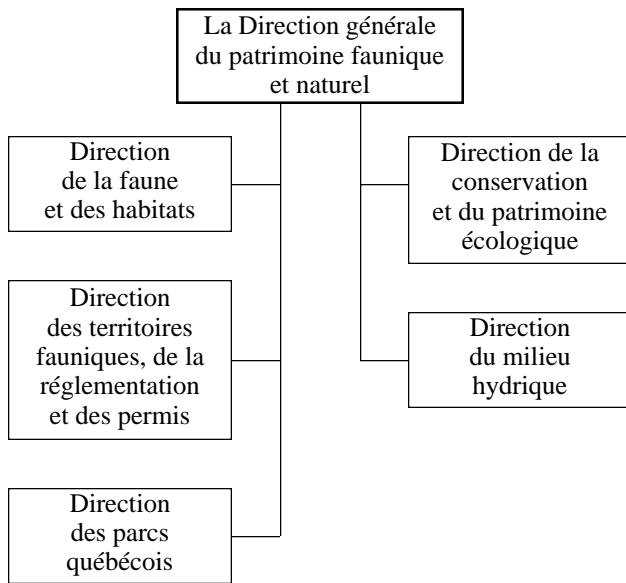 La Direction générale
du patrimoine faunique
et naturel
Direction
de la faune
et des habitats
Direction de la
conservation
et du patrimoine
écologique
Direction
des territoires
fauniques, de la
réglementation
et des permis
Direction
du milieu
hydrique
Direction
des parcs
québécois